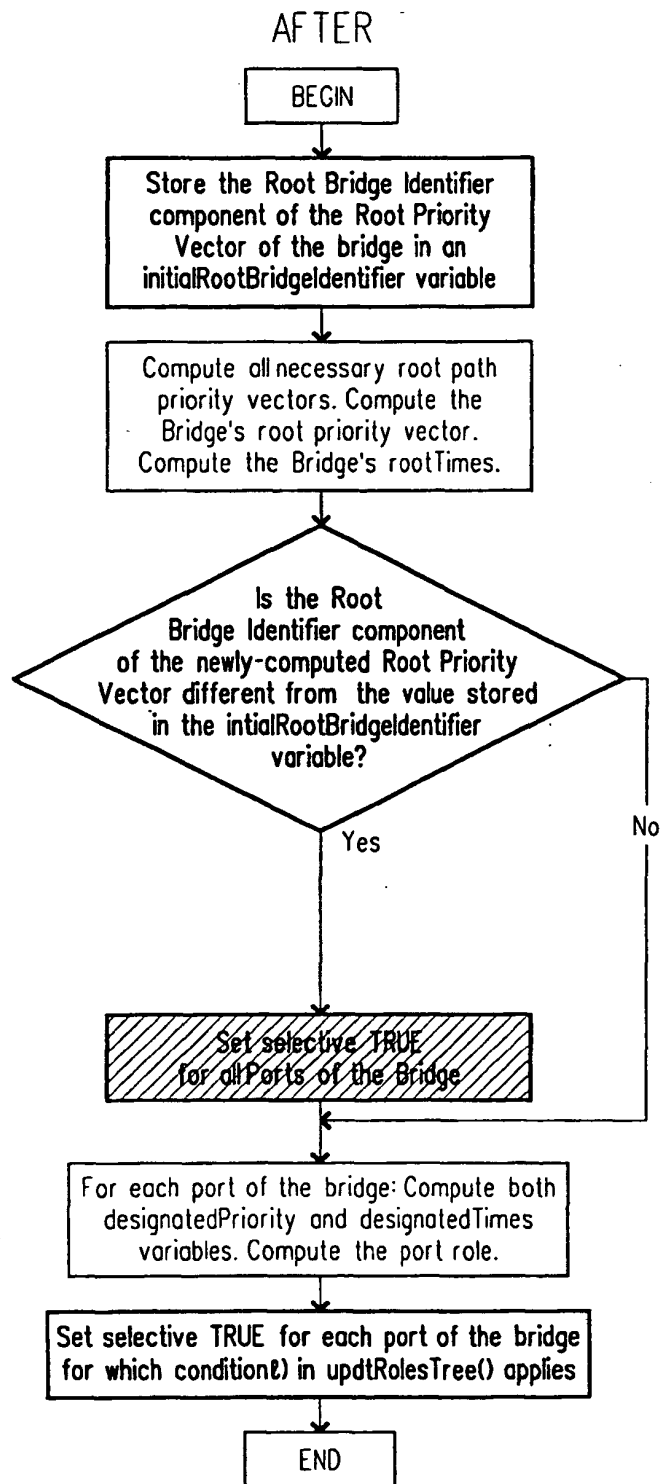 AFTER
BEGIN
Store the Root Bridge Identifier
component of the Root Priority
Vector of the bridge in an
initialRootBridgeIdentifier variable
Compute all necessary root path
priority vectors. Compute the
Bridge's root priority vector.
Compute the Bridge's rootTimes.
Is the Root
Bridge Identifier component
of the newly-computed Root Priority
Vector different from the value stored
in the intialRootBridgeIdentifier
variable?
No
Yes
Set selective TRUE
for all Ports of the Bridge
For each port of the bridge: Compute both
designatedPriority and designatedTimes
variables. Compute the port role.
Set selective TRUE for each port of the bridge
for which condition ℓ) in updtRolesTree() applies
END